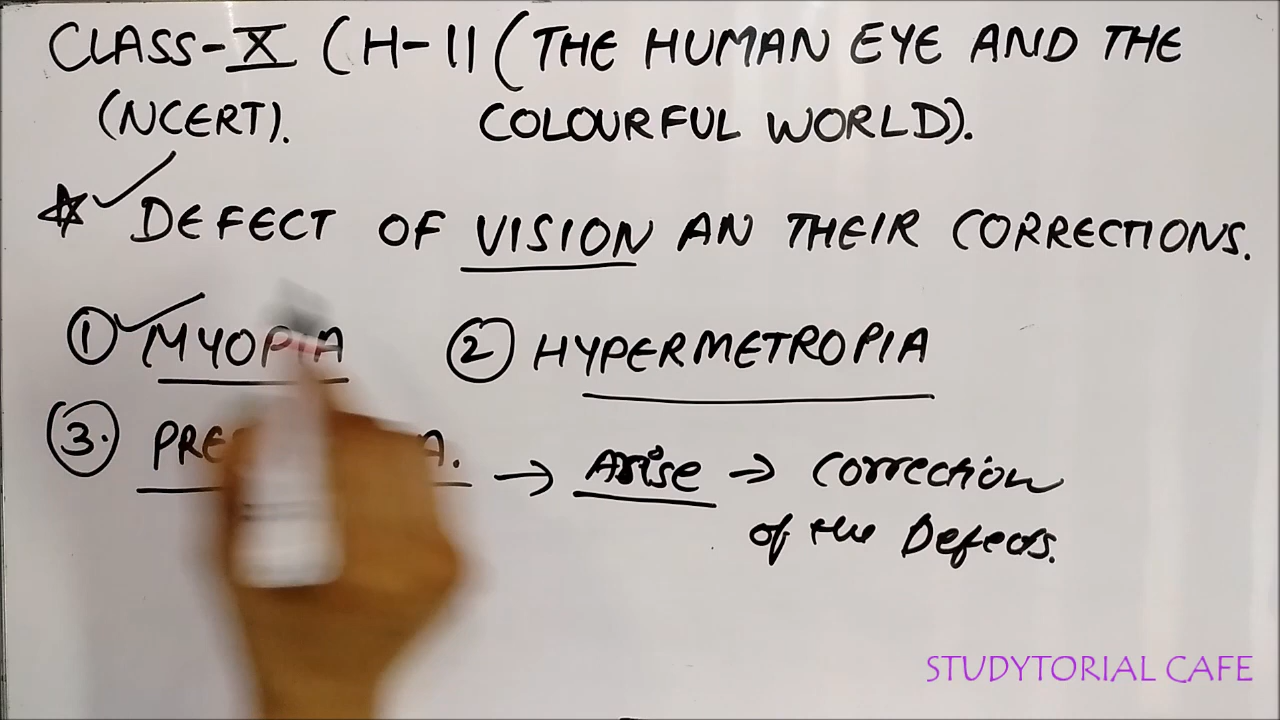 CLASS-X CH-11 (THE HUMAN EYE AND THE
(NCERT). COLOURFUL WORLD).
DEFECT OF VISION AN THEIR CORRECTIONS.
① MYOPIA ② HYPERMETROPIA
③.
→ Arise → Correction
of the Defects.
STUDYTORIAL CAFE